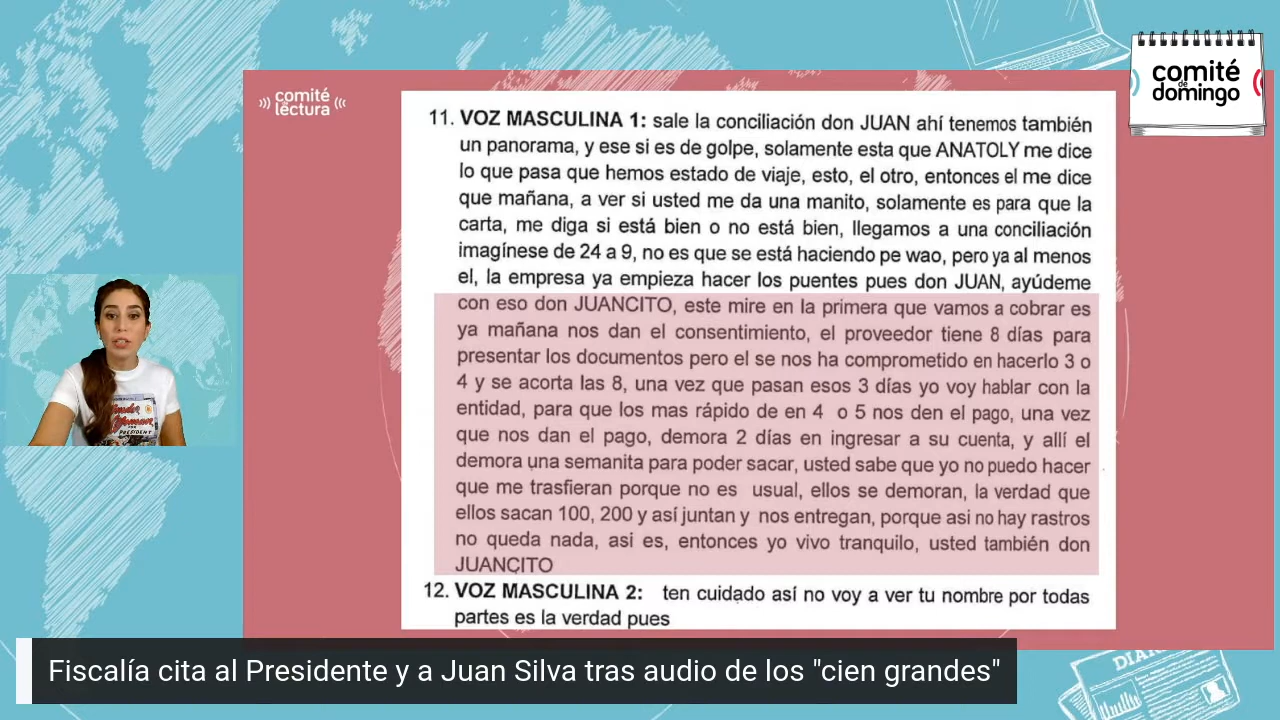 comité
de
domingo
comité
de
lectura
11. VOZ MASCULINA 1: sale la conciliación don JUAN ahí tenemos también
un panorama, y ese si es de golpe, solamente esta que ANATOLY me dice
lo que pasa que hemos estado de viaje, esto, el otro, entonces el me dice
que mañana, a ver si usted me da una manito, solamente es para que la
carta, me diga si está bien o no está bien, llegamos a una conciliación
imagínese de 24 a 9, no es que se está haciendo pe wao, pero ya al menos
el, la empresa ya empieza hacer los puentes pues don JUAN, ayúdeme
con eso don JUANCITO, este mire en la primera que vamos a cobrar es
ya mañana nos dan el consentimiento, el proveedor tiene 8 días para
presentar los documentos pero el se nos ha comprometido en hacerlo 3 o
4 y se acorta las 8, una vez que pasan esos 3 días yo voy hablar con la
entidad, para que los mas rápido de en 4 o 5 nos den el pago, una vez
que nos dan el pago, demora 2 días en ingresar a su cuenta, y allí el
demora una semanita para poder sacar, usted sabe que yo no puedo hacer
que me trasfieran porque no es usual, ellos se demoran, la verdad que
ellos sacan 100, 200 y así juntan y nos entregan, porque asi no hay rastros
no queda nada, asi es, entonces yo vivo tranquilo, usted también don
JUANCITO
12. VOZ MASCULINA 2: ten cuidado así no voy a ver tu nombre por todas
partes es la verdad pues
Fiscalía cita al Presidente y a Juan Silva tras audio de los "cien grandes"